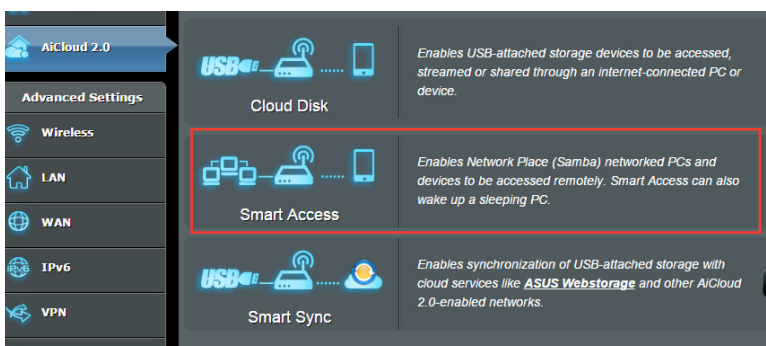 AiCloud 2.0
Advanced Settings
Wireless
LAN
WAN
IPv6
IPv6
VPN
USB
Cloud Disk
Enables USB-attached storage devices to be accessed,
streamed or shared through an internet-connected PC or
device.
Smart Access
Enables Network Place (Samba) networked PCs and
devices to be accessed remotely. Smart Access can also
wake up a sleeping PC.
USB
Smart Sync
Enables synchronization of USB-attached storage with
cloud services like ASUS Webstorage and other AiCloud
2.0-enabled networks.